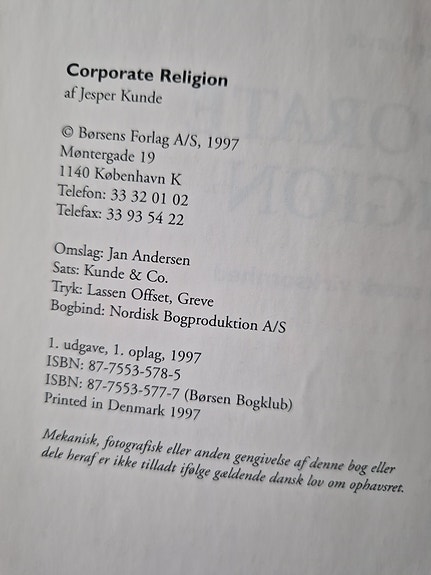 Corporate Religion
af Jesper Kunde
© Børsens Forlag A/S, 1997
Møntergade 19
1140 København K
Telefon: 33 32 01 02
Telefax: 33 93 54 22
Omslag: Jan Andersen
Sats: Kunde & Co.
Tryk: Lassen Offset, Greve
Bogbind: Nordisk Bogproduktion A/S
1. udgave, 1. oplag, 1997
ISBN: 87-7553-578-5
ISBN: 87-7553-577-7 (Børsen Bogklub)
Printed in Denmark 1997
Mekanisk, fotografisk eller anden gengivelse af denne bog eller
dele heraf er ikke tilladt ifølge gældende dansk lov om ophavsret.